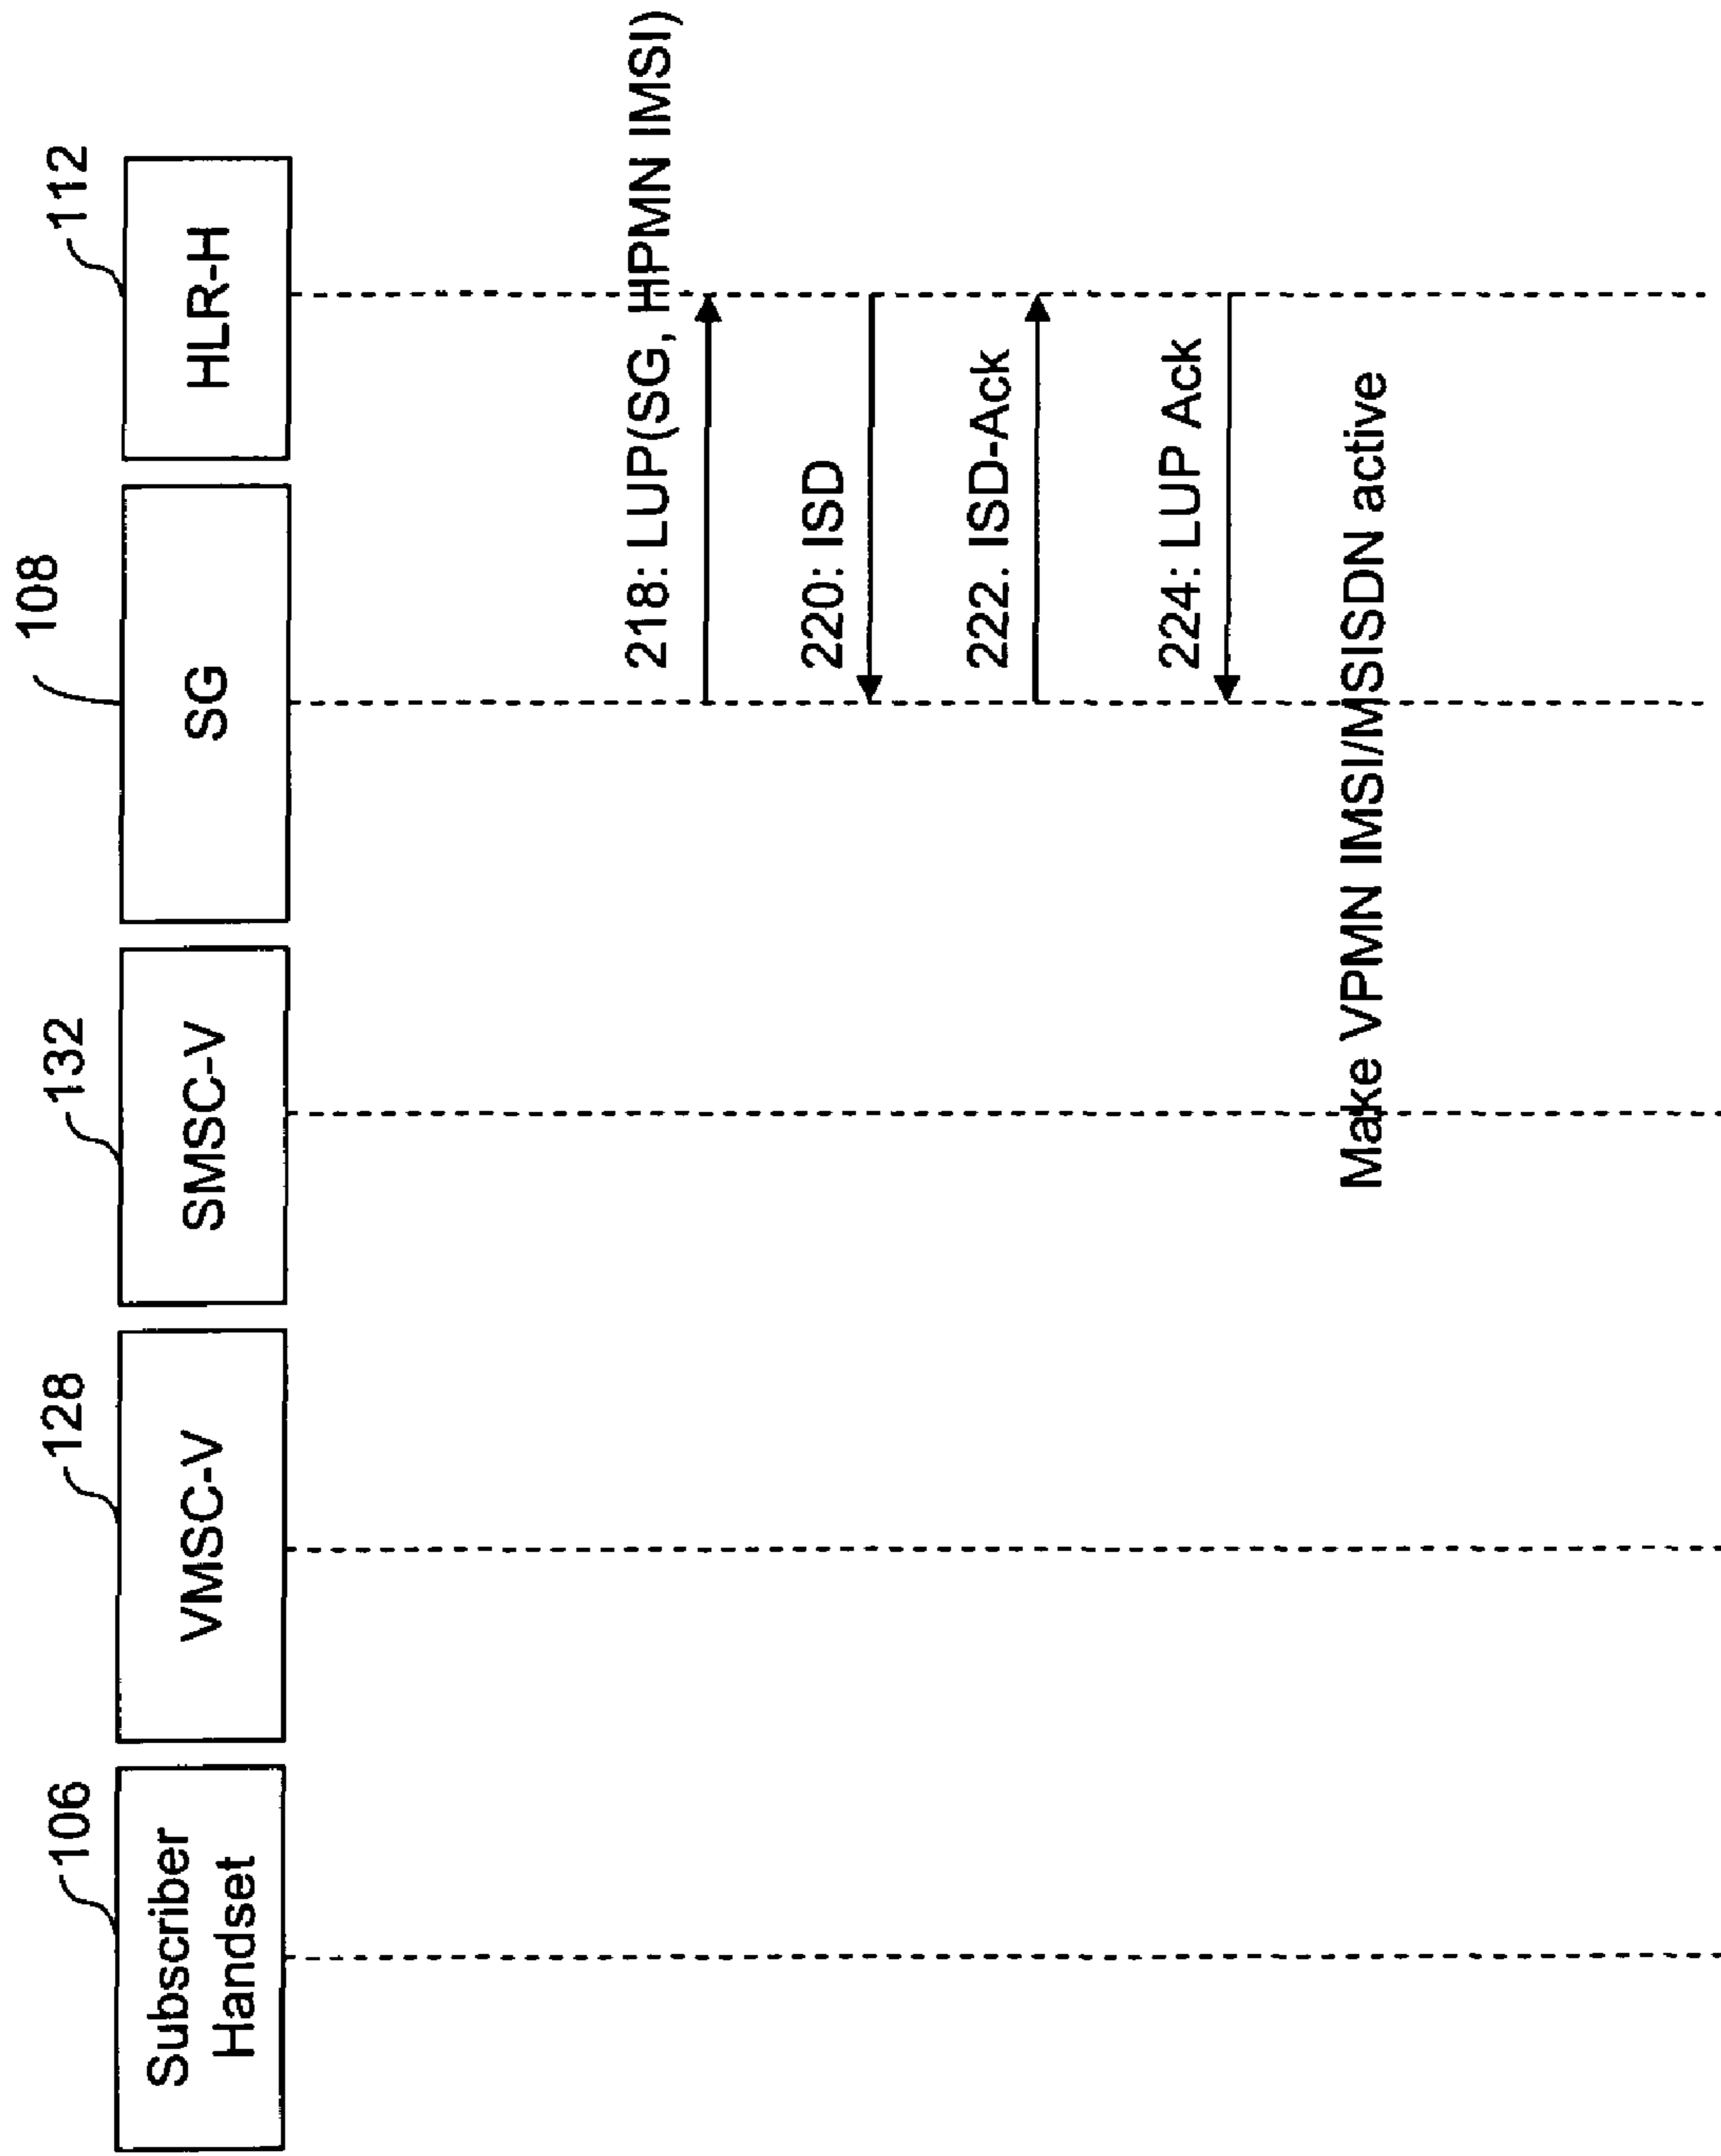 106
128
132
108
112
Subscriber
Handset
VMSC-V
SMSC-V
SG
HLR-H
218: LUP(SG, HPMN IMSI)
220: ISD
222. ISD-Ack
224: LUP Ack
Make VPMN IMSI/MSISDN active